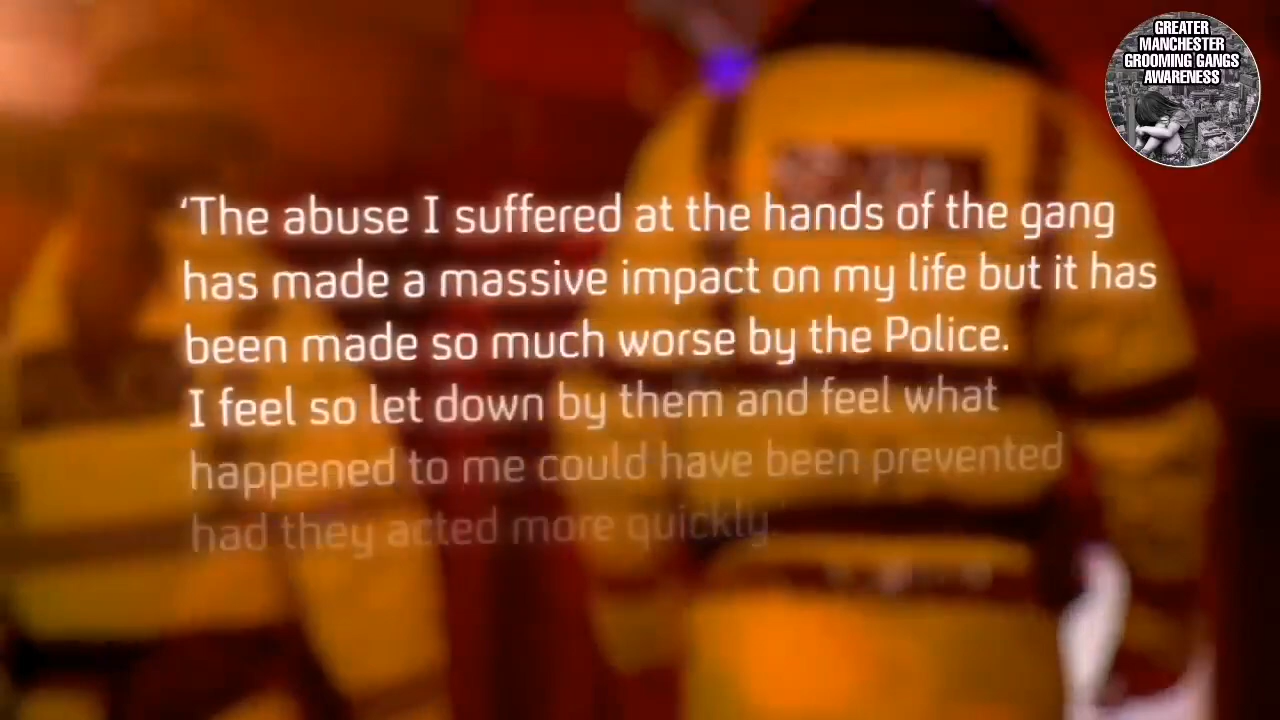 GREATER
MANCHESTER
GROOMING GANGS
AWARENESS
‘The abuse I suffered at the hands of the gang
has made a massive impact on my life but it has
been made so much worse by the Police.
I feel so let down by them and feel what
happened to me could have been prevented
had they acted more quickly